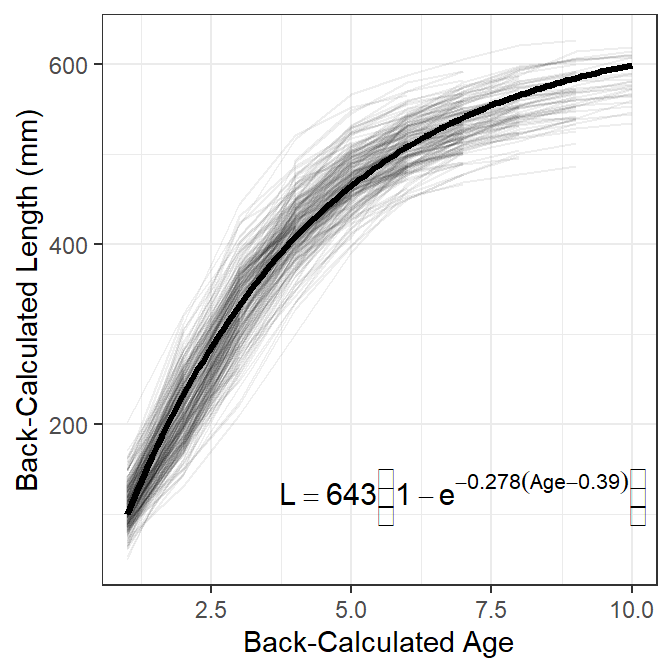 600
400
200
Back-Calculated Length (mm)
L = 643[1 − e^−0.278(Age−0.39)]
2.5 5.0 7.5 10.0
Back-Calculated Age